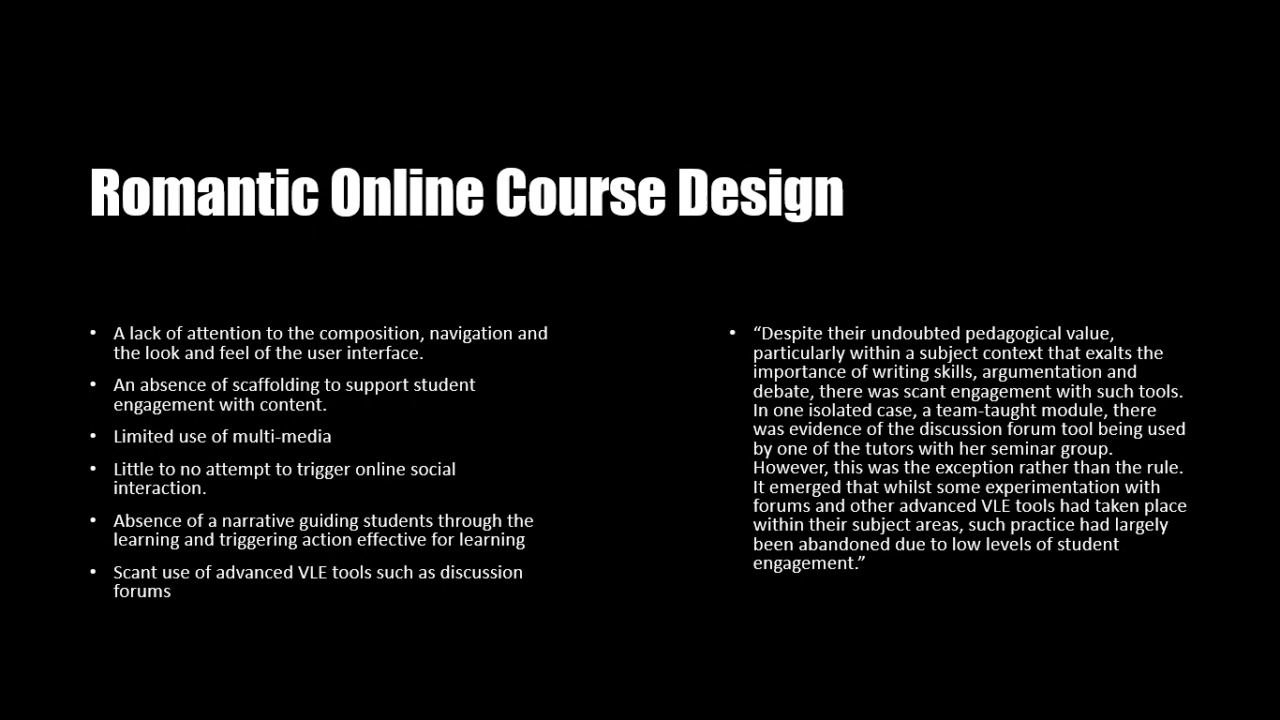 Romantic Online Course Design
• A lack of attention to the composition, navigation and
the look and feel of the user interface.
• An absence of scaffolding to support student
engagement with content.
• Limited use of multi-media
• Little to no attempt to trigger online social
interaction.
• Absence of a narrative guiding students through the
learning and triggering action effective for learning
• Scant use of advanced VLE tools such as discussion
forums
• “Despite their undoubted pedagogical value,
particularly within a subject context that exalts the
importance of writing skills, argumentation and
debate, there was scant engagement with such tools.
In one isolated case, a team-taught module, there
was evidence of the discussion forum tool being used
by one of the tutors with her seminar group.
However, this was the exception rather than the rule.
It emerged that whilst some experimentation with
forums and other advanced VLE tools had taken place
within their subject areas, such practice had largely
been abandoned due to low levels of student
engagement.”